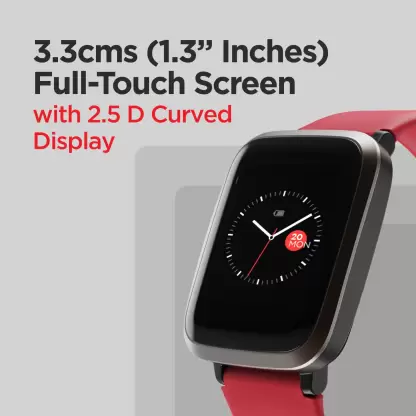 3.3cms (1.3” Inches)
Full-Touch Screen
with 2.5 D Curved
Display
20
MON